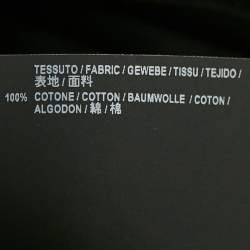 TESSUTO / FABRIC / GEWEBE / TISSU / TEJIDO /
表地 / 面料
100% COTONE / COTTON / BAUMWOLLE / COTON /
ALGODON / 綿 / 棉